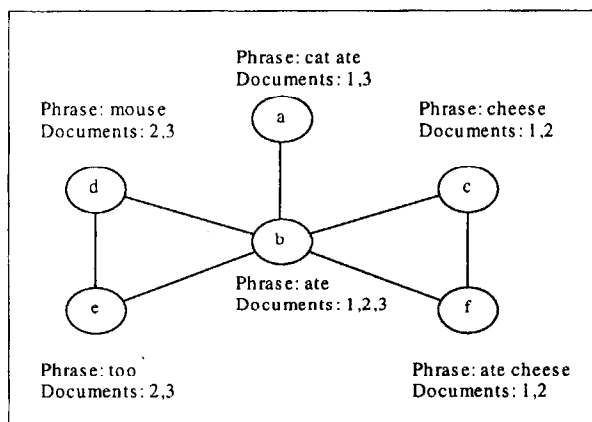 Phrase: cat ate
Documents: 1,3
a
Phrase: mouse
Documents: 2,3
Phrase: cheese
Documents: 1,2
d
c
b
Phrase: ate
Documents: 1,2,3
e
f
Phrase: too
Documents: 2,3
Phrase: ate cheese
Documents: 1,2